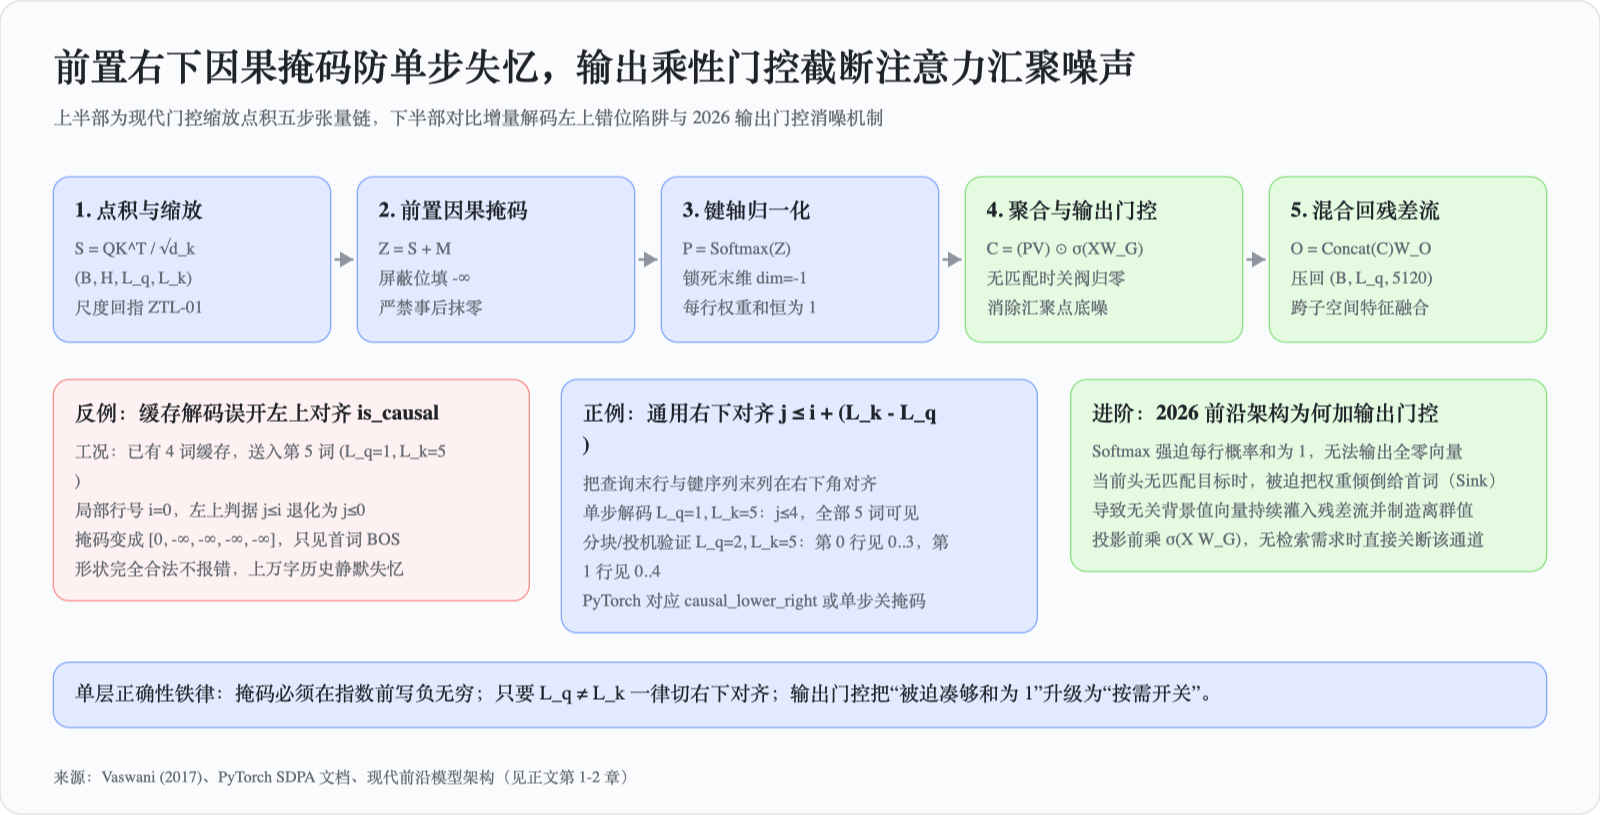 前置右下因果掩码防单步失忆，输出乘性门控截断注意力汇聚噪声
上半部为现代门控缩放点积五步张量链，下半部对比增量解码左上错位陷阱与 2026 输出门控消噪机制
1. 点积与缩放
S = QK^T / √d_k
(B, H, L_q, L_k)
尺度回指 ZTL-01
2. 前置因果掩码
Z = S + M
屏蔽位填 -∞
严禁事后抹零
3. 键轴归一化
P = Softmax(Z)
锁死末维 dim=-1
每行权重和恒为 1
4. 聚合与输出门控
C = (PV) ⊙ σ(XW_G)
无匹配时关阀归零
消除汇聚点底噪
5. 混合回残差流
O = Concat(C)W_O
压回 (B, L_q, 5120)
跨子空间特征融合
反例：缓存解码误开左上对齐 is_causal
工况：已有 4 词缓存，送入第 5 词 (L_q=1, L_k=5
)
局部行号 i=0，左上判据 j≤i 退化为 j≤0
掩码变成 [0, -∞, -∞, -∞, -∞]，只见首词 BOS
形状完全合法不报错，上万字历史静默失忆
正例：通用右下对齐 j ≤ i + (L_k - L_q
)
把查询末行与键序列末列在右下角对齐
单步解码 L_q=1, L_k=5：j≤4，全部 5 词可见
分块/投机验证 L_q=2, L_k=5：第 0 行见 0..3，第
1 行见 0..4
PyTorch 对应 causal_lower_right 或单步关掩码
进阶：2026 前沿架构为何加输出门控
Softmax 强迫每行概率和为 1，无法输出全零向量
当前头无匹配目标时，被迫把权重倾倒给首词（Sink）
导致无关背景值向量持续灌入残差流并制造离群值
投影前乘 σ(X W_G)，无检索需求时直接关断该通道
单层正确性铁律：掩码必须在指数前写负无穷；只要 L_q ≠ L_k 一律切右下对齐；输出门控把“被迫凑够和为 1”升级为“按需开关”。
来源：Vaswani (2017)、PyTorch SDPA 文档、现代前沿模型架构（见正文第 1-2 章）